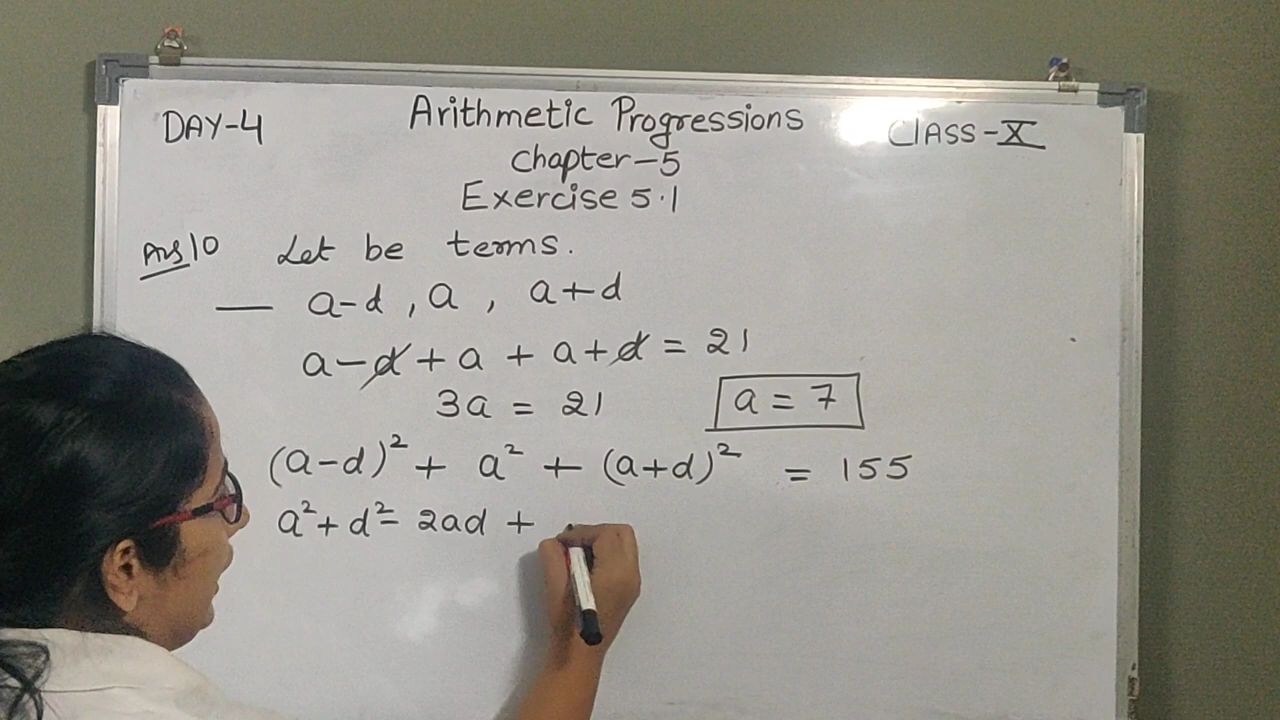 DAY-4 Arithmetic Progressions CLASS-X
Chapter-5
Exercise 5.1
Ans 10 Let be terms.
— a-d, a, a+d
a-d+a+a+d = 21
3a = 21 a = 7
(a-d)²+ a² + (a+d)² = 155
a²+d²- 2ad +